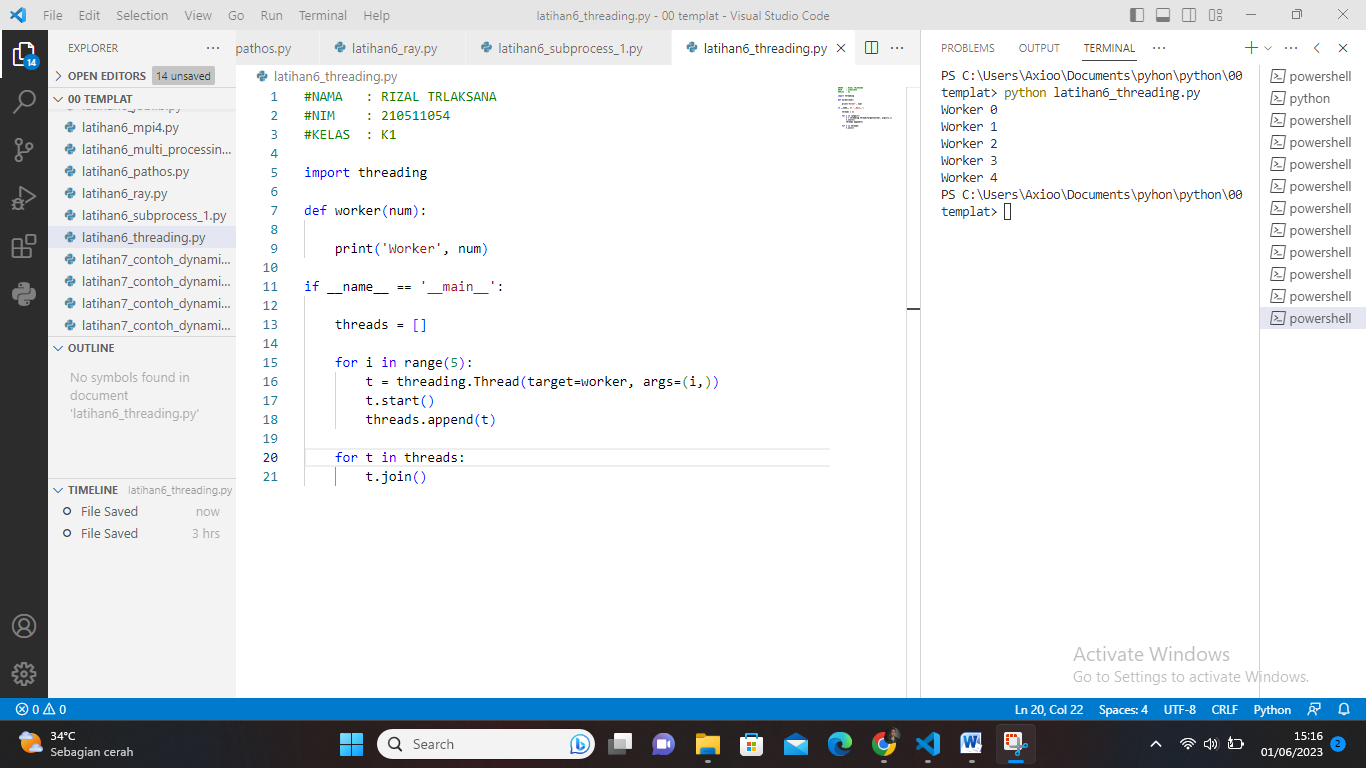 File Edit Selection View Go Run Terminal Help
latihan6_threading.py - 00 templat - Visual Studio Code
14
EXPLORER
OPEN EDITORS 14 unsaved
00 TEMPLAT
latihan6_mpi4.py
latihan6_multi_processin...
latihan6_pathos.py
latihan6_ray.py
latihan6_subprocess_1.py
latihan6_threading.py
latihan7_contoh_dynami...
latihan7_contoh_dynami...
latihan7_contoh_dynami...
latihan7_contoh_dynami...
OUTLINE
No symbols found in
document
'latihan6_threading.py'
TIMELINE latihan6_threading.py
File Saved now
File Saved 3 hrs
pathos.py latihan6_ray.py latihan6_subprocess_1.py latihan6_threading.py
latihan6_threading.py
1 #NAMA : RIZAL TRLAKSANA
2 #NIM : 210511054
3 #KELAS : K1
4
5 import threading
6
7 def worker(num):
8
9 print('Worker', num)
10
11 if __name__ == '__main__':
12
13 threads = []
14
15 for i in range(5):
16 t = threading.Thread(target=worker, args=(i,))
17 t.start()
18 threads.append(t)
19
20 for t in threads:
21 t.join()
PROBLEMS OUTPUT TERMINAL
PS C:\Users\Axioo\Documents\pyhon\python\00
templat> python latihan6_threading.py
Worker 0
Worker 1
Worker 2
Worker 3
Worker 4
PS C:\Users\Axioo\Documents\pyhon\python\00
templat>
powershell
python
powershell
powershell
powershell
powershell
powershell
powershell
powershell
powershell
powershell
powershell
Activate Windows
Go to Settings to activate Windows.
0 0
Ln 20, Col 22 Spaces: 4 UTF-8 CRLF Python
34°C
Sebagian cerah
Search
15:16
01/06/2023
2